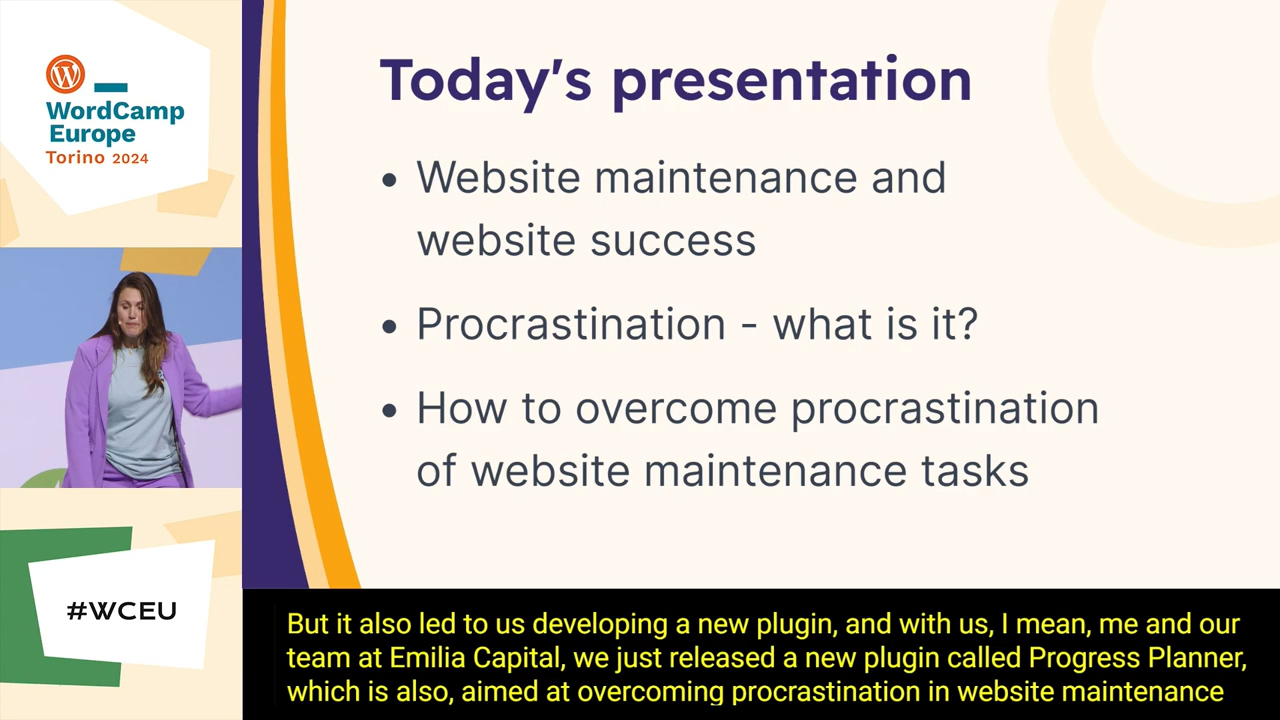 WordCamp
Europe
Torino 2024
#WCEU
Today's presentation
• Website maintenance and
website success
• Procrastination - what is it?
• How to overcome procrastination
of website maintenance tasks
But it also led to us developing a new plugin, and with us, I mean, me and our
team at Emilia Capital, we just released a new plugin called Progress Planner,
which is also, aimed at overcoming procrastination in website maintenance